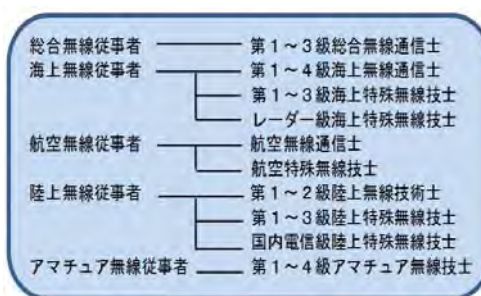 総合無線従事者 第1～3級総合無線通信士
海上無線従事者 第1～4級海上無線通信士
第1～3級海上特殊無線技士
レーダー級海上特殊無線技士
航空無線従事者 航空無線通信士
航空特殊無線技士
陸上無線従事者 第1～2級陸上無線技術士
第1～3級陸上特殊無線技士
国内電信級陸上特殊無線技士
アマチュア無線従事者 第1～4級アマチュア無線技士